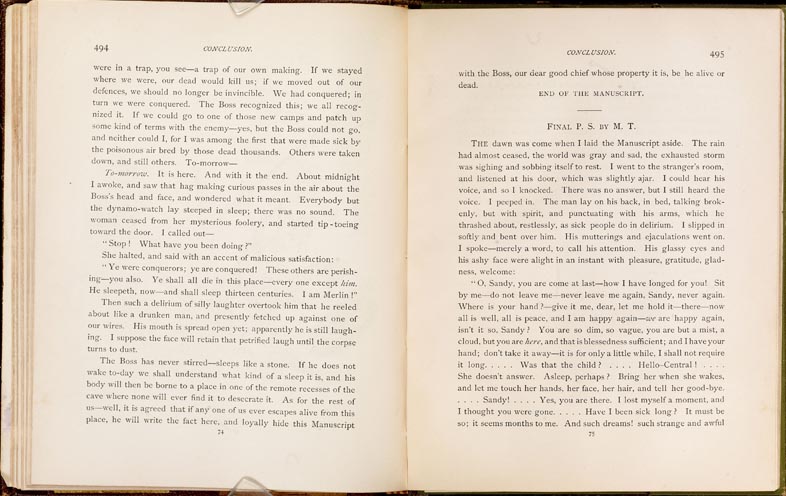 494
CONCLUSION.
were in a trap, you see—a trap of our own making. If we stayed
where we were, our dead would kill us; if we moved out of our
defences, we should no longer be invincible. We had conquered; in
turn we were conquered. The Boss recognized this; we all recog-
nized it. If we could go to one of those new camps and patch up
some kind of terms with the enemy—yes, but the Boss could not go,
and neither could I, for I was among the first that were made sick by
the poisonous air bred by those dead thousands. Others were taken
down, and still others. To-morrow—
To-morrow. It is here. And with it the end. About midnight
I awoke, and saw that hag making curious passes in the air about the
Boss's head and face, and wondered what it meant. Everybody but
the dynamo-watch lay steeped in sleep; there was no sound. The
woman ceased from her mysterious foolery, and started tip-toeing
toward the door. I called out—
"Stop! What have you been doing?"
She halted, and said with an accent of malicious satisfaction:
"Ye were conquerors; ye are conquered! These others are perish-
ing—you also. Ye shall all die in this place—every one except him.
He sleepeth, now—and shall sleep thirteen centuries. I am Merlin!"
Then such a delirium of silly laughter overtook him that he reeled
about like a drunken man, and presently fetched up against one of
our wires. His mouth is spread open yet; apparently he is still laugh-
ing. I suppose the face will retain that petrified laugh until the corpse
turns to dust.
The Boss has never stirred—sleeps like a stone. If he does not
wake to-day we shall understand what kind of a sleep it is, and his
body will then be borne to a place in one of the remote recesses of the
cave where none will ever find it to desecrate it. As for the rest of
us—well, it is agreed that if any one of us ever escapes alive from this
place, he will write the fact here, and loyally hide this Manuscript
74
CONCLUSION.
495
with the Boss, our dear good chief whose property it is, be he alive or
dead.
END OF THE MANUSCRIPT.
FINAL P. S. BY M. T.
THE dawn was come when I laid the Manuscript aside. The rain
had almost ceased, the world was gray and sad, the exhausted storm
was sighing and sobbing itself to rest. I went to the stranger's room,
and listened at his door, which was slightly ajar. I could hear his
voice, and so I knocked. There was no answer, but I still heard the
voice. I peeped in. The man lay on his back, in bed, talking brok-
enly, but with spirit, and punctuating with his arms, which he
thrashed about, restlessly, as sick people do in delirium. I slipped in
softly and bent over him. His mutterings and ejaculations went on.
I spoke—merely a word, to call his attention. His glassy eyes and
his ashy face were alight in an instant with pleasure, gratitude, glad-
ness, welcome:
"O, Sandy, you are come at last—how I have longed for you! Sit
by me—do not leave me—never leave me again, Sandy, never again.
Where is your hand?—give it me, dear, let me hold it—there—now
all is well, all is peace, and I am happy again—we are happy again,
isn't it so, Sandy? You are so dim, so vague, you are but a mist, a
cloud, but you are here, and that is blessedness sufficient; and I have your
hand; don't take it away—it is for only a little while, I shall not require
it long. . . . . Was that the child? . . . . Hello-Central! . . . .
She doesn't answer. Asleep, perhaps? Bring her when she wakes,
and let me touch her hands, her face, her hair, and tell her good-bye.
. . . . Sandy! . . . . Yes, you are there. I lost myself a moment, and
I thought you were gone. . . . . Have I been sick long? It must be
so; it seems months to me. And such dreams! such strange and awful
75